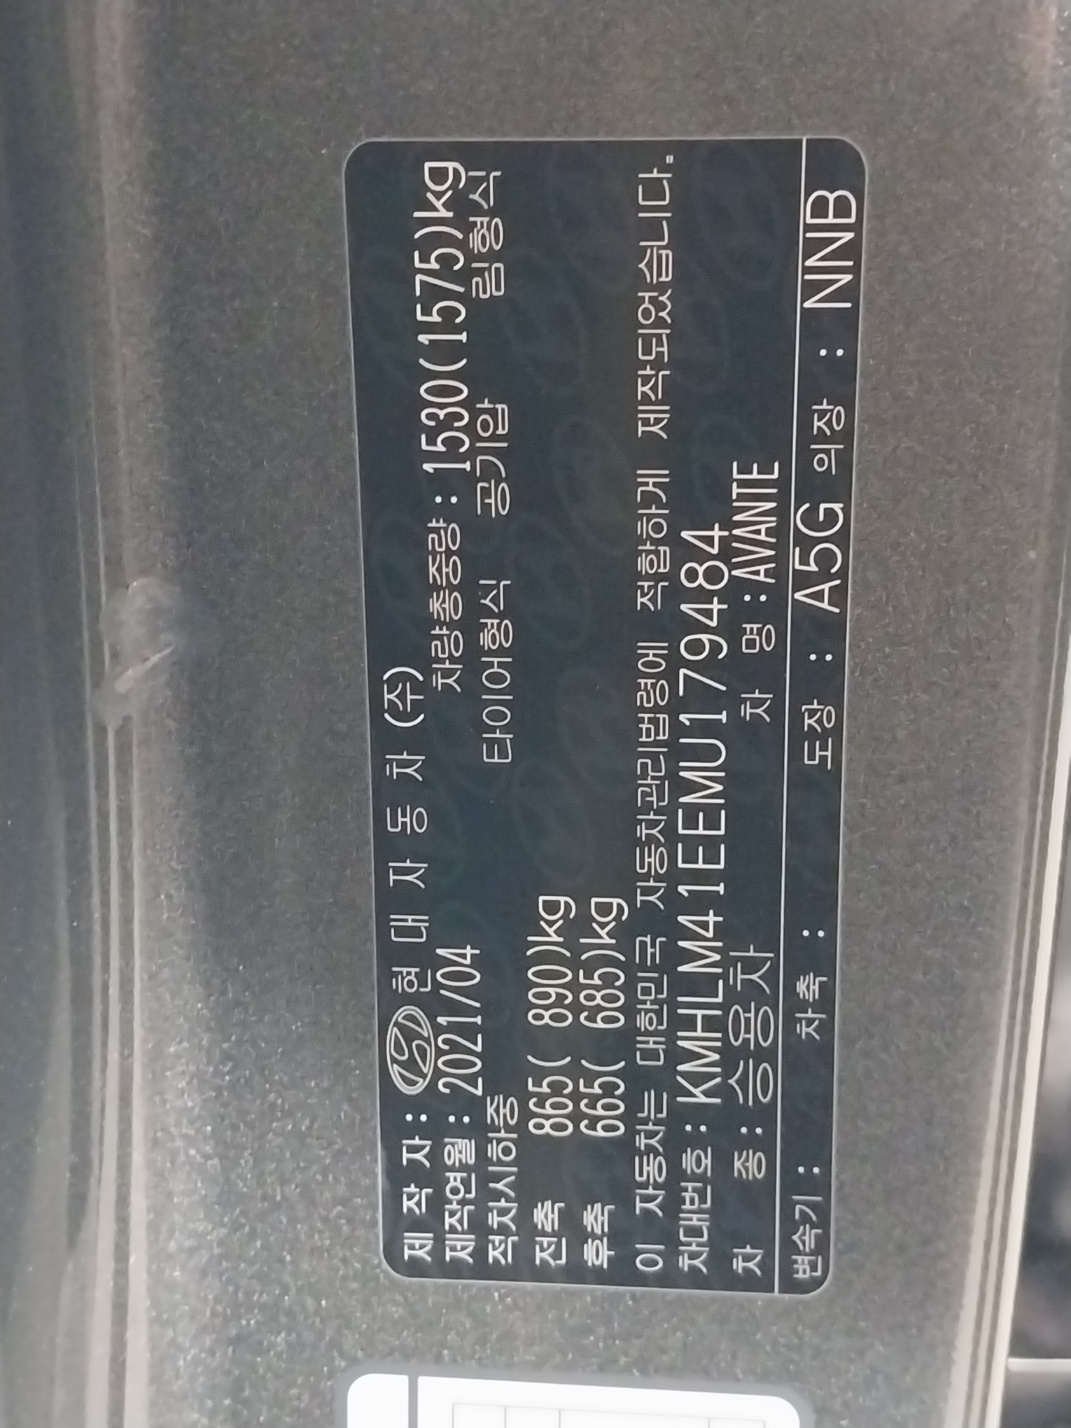 제 작 자 : 현 대 자 동 차 (주)
제작연월 : 2021/04 차량총중량 : 1530(1575)kg
적차시하중 타이어형식 공기압 림형식
전축 865( 890)kg
후축 665( 685)kg
이 자동차는 대한민국 자동차관리법령에 적합하게 제작되었습니다.
차대번호 : KMHLM41EEMU179484
차 종 : 승용차 차 명 : AVANTE
변속기 : 차축 : 도장 : A5G 의장 : NNB